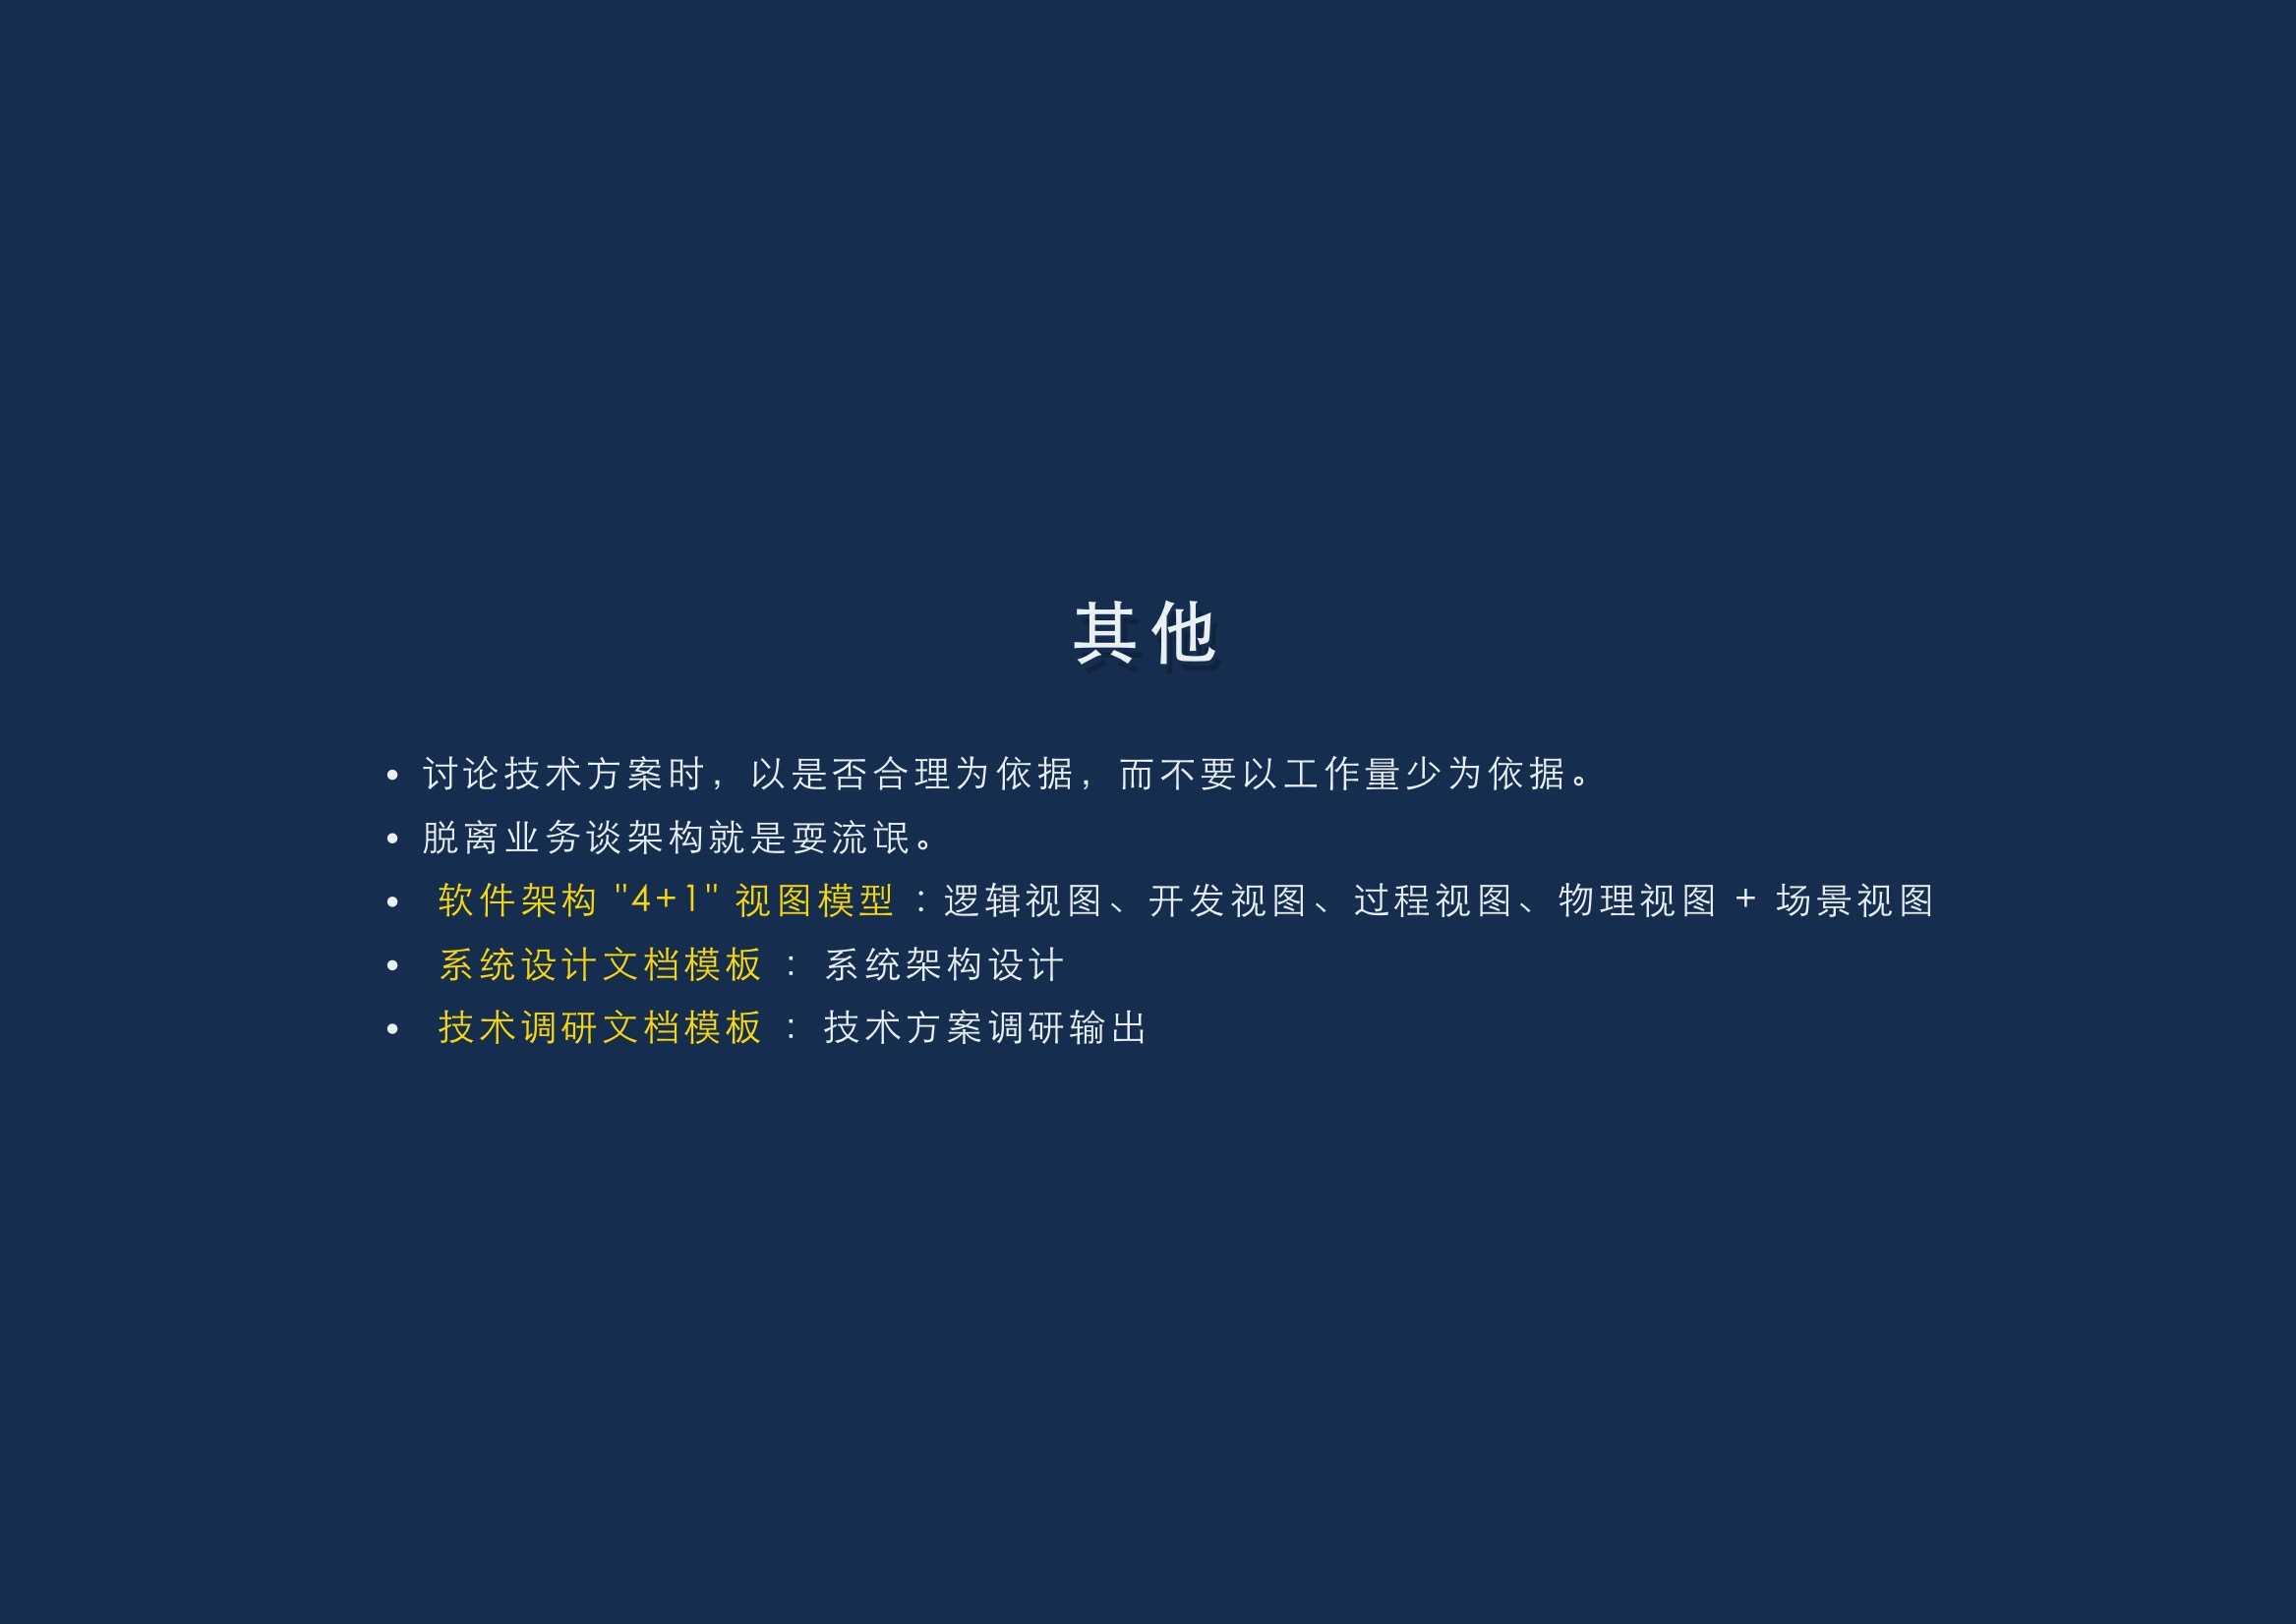 其他
• 讨论技术方案时，以是否合理为依据，而不要以工作量少为依据。
• 脱离业务谈架构就是耍流氓。
• 软件架构 "4+1" 视图模型 : 逻辑视图、开发视图、过程视图、物理视图 + 场景视图
• 系统设计文档模板 ： 系统架构设计
• 技术调研文档模板 ： 技术方案调研输出